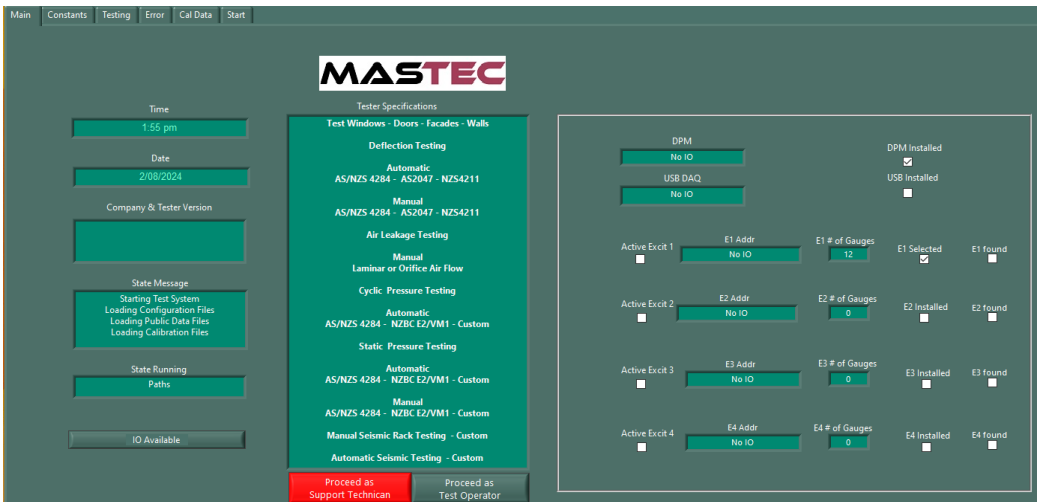 Main Constants Testing Error Cal Data Start
MASTEC
Time
1:55 pm
Date
2/08/2024
Company & Tester Version
State Message
Starting Test System
Loading Configuration Files
Loading Public Data Files
Loading Calibration Files
State Running
Paths
IO Available
Tester Specifications
Test Windows - Doors - Facades - Walls
Deflection Testing
Automatic
AS/NZS 4284 - AS2047 - NZS4211
Manual
AS/NZS 4284 - AS2047 - NZS4211
Air Leakage Testing
Manual
Laminar or Orifice Air Flow
Cyclic Pressure Testing
Automatic
AS/NZS 4284 - NZBC E2/VM1 - Custom
Static Pressure Testing
Automatic
AS/NZS 4284 - NZBC E2/VM1 - Custom
Manual
AS/NZS 4284 - NZBC E2/VM1 - Custom
Manual Seismic Rack Testing - Custom
Automatic Seismic Testing - Custom
Proceed as
Support Technican
Proceed as
Test Operator
DPM
No IO
DPM Installed
USB DAQ
No IO
USB Installed
Active Excit 1
E1 Addr
No IO
E1 # of Gauges
12
E1 Selected
E1 found
Active Excit 2
E2 Addr
No IO
E2 # of Gauges
0
E2 Installed
E2 found
Active Excit 3
E3 Addr
No IO
E3 # of Gauges
0
E3 Installed
E3 found
Active Excit 4
E4 Addr
No IO
E4 # of Gauges
0
E4 Installed
E4 found